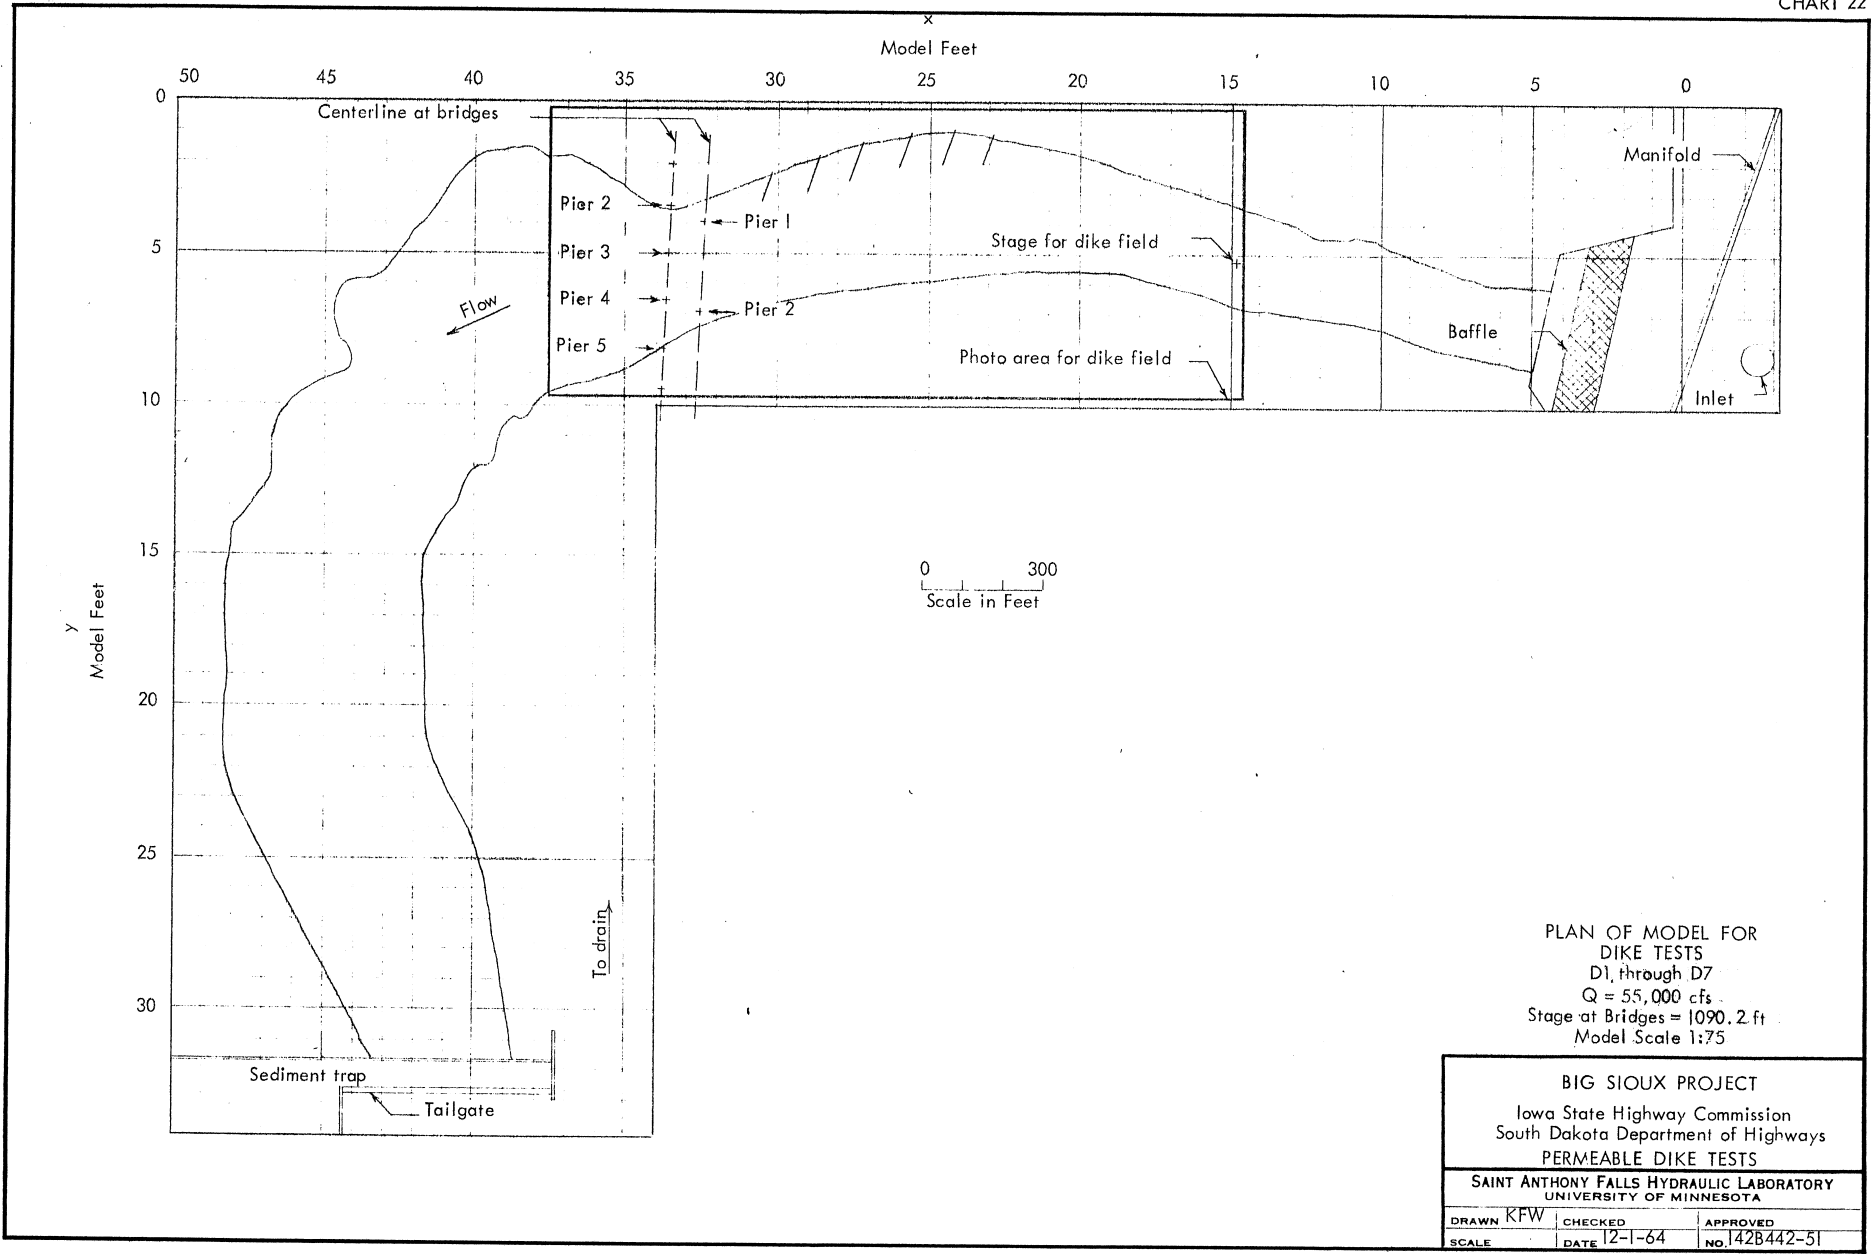 CHART 22
x
Model Feet
50 45 40 35 30 25 20 15 10 5 0
0
Centerline at bridges
Manifold
Pier 2
Pier 1
Stage for dike field
5
Pier 3
Pier 4
Flow
Pier 2
Baffle
Pier 5
Photo area for dike field
10
Inlet
15
0 300
Scale in Feet
y
Model Feet
20
25
To drain
30
Sediment trap
Tailgate
PLAN OF MODEL FOR
DIKE TESTS
D1, through D7
Q = 55,000 cfs
Stage at Bridges = 1090.2 ft
Model Scale 1:75
BIG SIOUX PROJECT
Iowa State Highway Commission
South Dakota Department of Highways
PERMEABLE DIKE TESTS
SAINT ANTHONY FALLS HYDRAULIC LABORATORY
UNIVERSITY OF MINNESOTA
DRAWN KFW CHECKED APPROVED
SCALE DATE 12-1-64 NO. 142B442-51